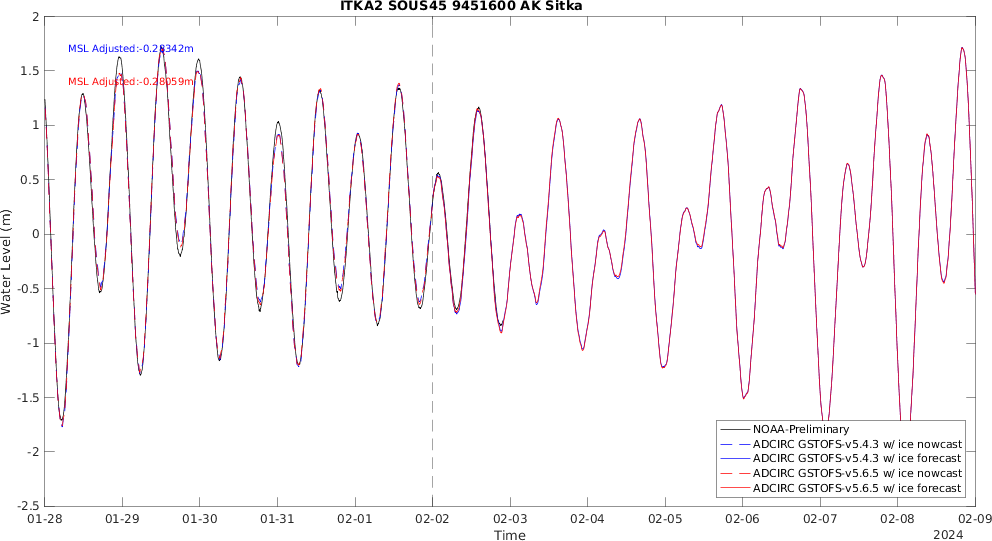 ITKA2 SOUS45 9451600 AK Sitka
MSL Adjusted:-0.28342m
MSL Adjusted:-0.28059m
Water Level (m)
2
1.5
1
0.5
0
-0.5
-1
-1.5
-2
-2.5
NOAA-Preliminary
ADCIRC GSTOFS-v5.4.3 w/ ice nowcast
ADCIRC GSTOFS-v5.4.3 w/ ice forecast
ADCIRC GSTOFS-v5.6.5 w/ ice nowcast
ADCIRC GSTOFS-v5.6.5 w/ ice forecast
01-28 01-29 01-30 01-31 02-01 02-02 02-03 02-04 02-05 02-06 02-07 02-08 02-09
Time
2024